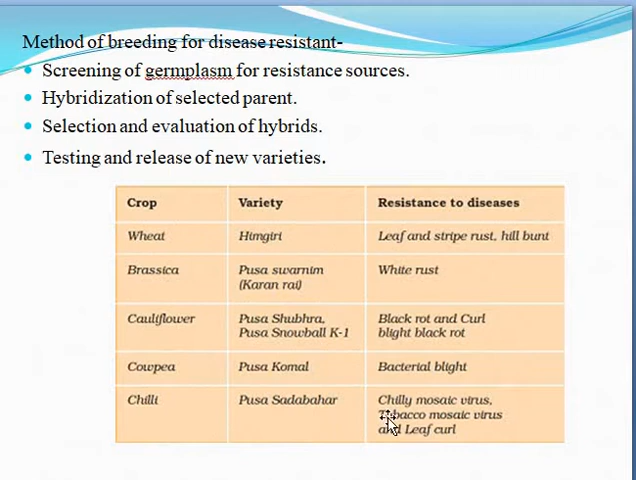 Method of breeding for disease resistant-
Screening of germplasm for resistance sources.
Hybridization of selected parent.
Selection and evaluation of hybrids.
Testing and release of new varieties.
Crop Variety Resistance to diseases
Wheat Himgiri Leaf and stripe rust, hill bunt
Brassica Pusa swarnim White rust
(Karan rai)
Cauliflower Pusa Shubhra, Black rot and Curl
Pusa Snowball K-1 blight black rot
Cowpea Pusa Komal Bacterial blight
Chilli Pusa Sadabahar Chilly mosaic virus,
Tobacco mosaic virus
and Leaf curl